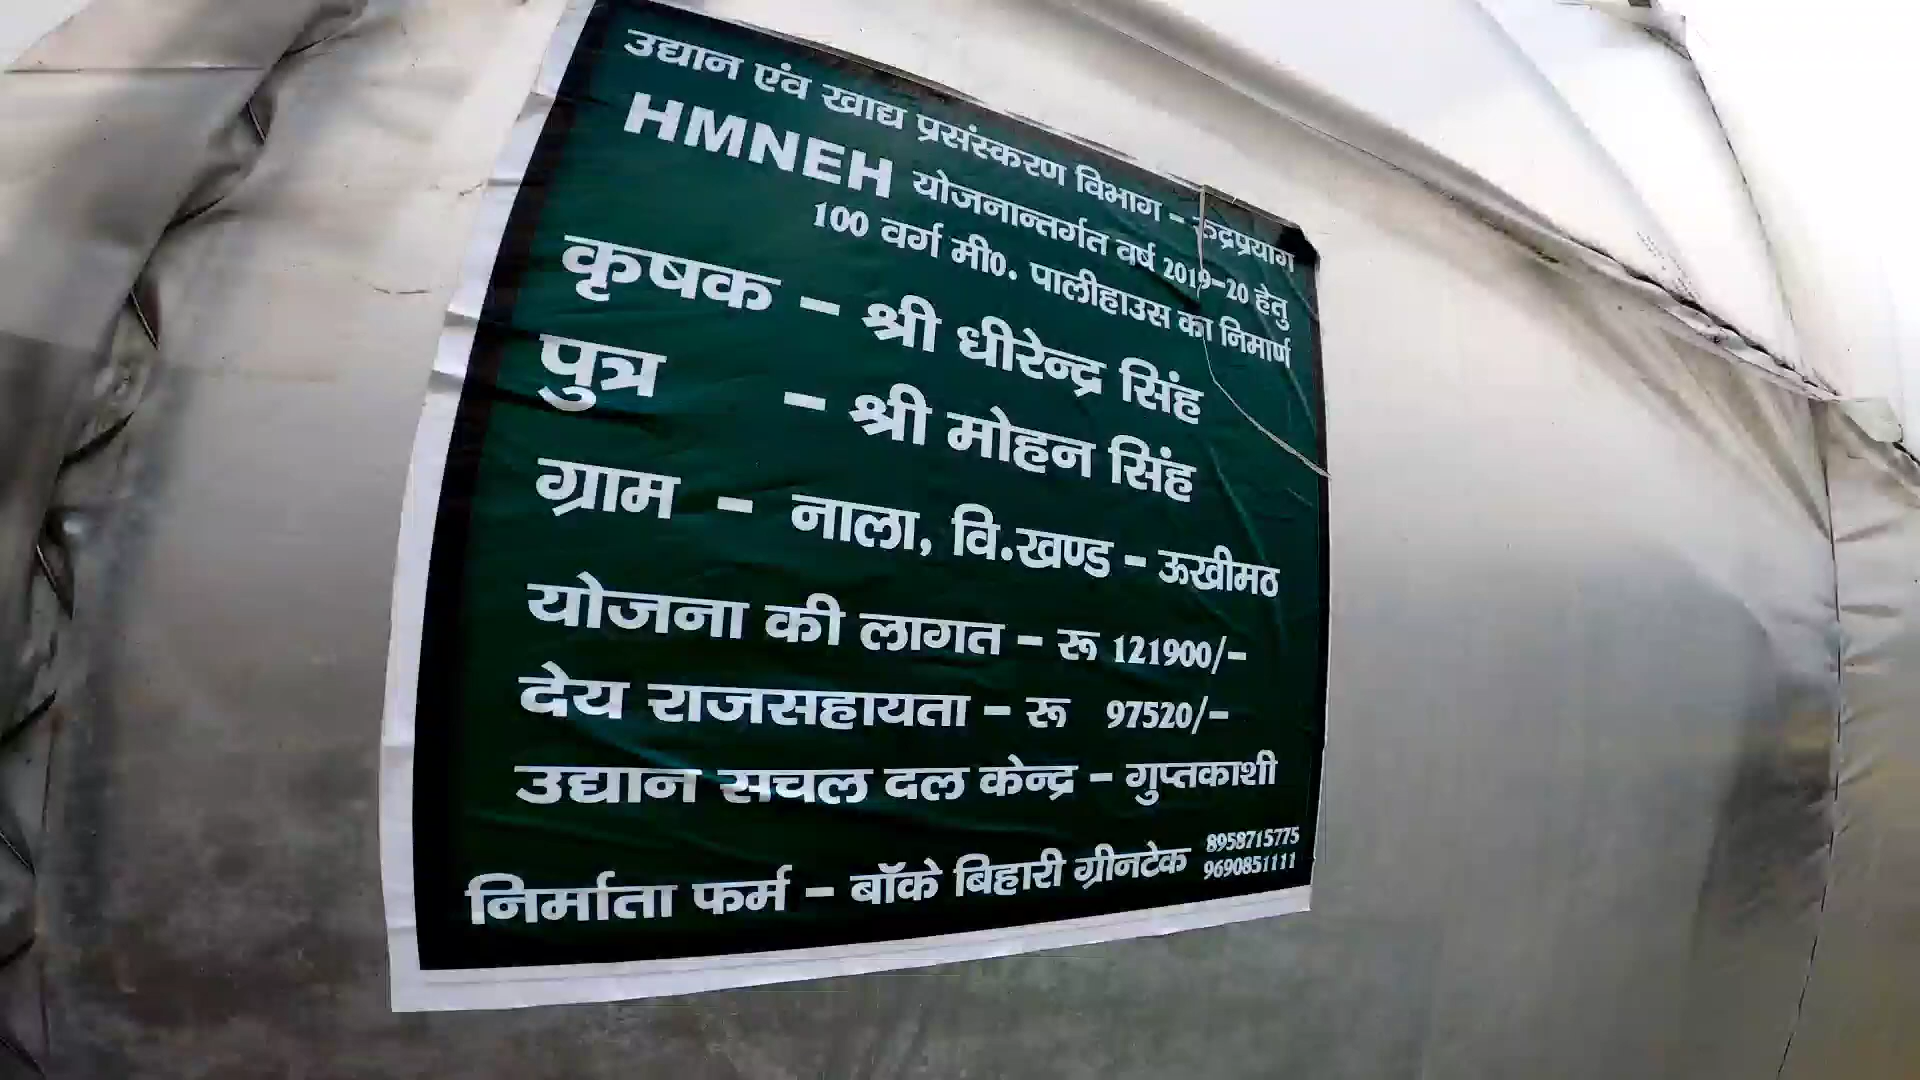 उद्यान एंव खाद्य प्रसंस्करण विभाग - रुद्रप्रयाग
HMNEH योजनान्तर्गत वर्ष 2019-20 हेतु
100 वर्ग मी0. पालीहाउस का निमार्ण
कृषक - श्री धीरेन्द्र सिंह
पुत्र - श्री मोहन सिंह
ग्राम - नाला, वि.खण्ड - ऊखीमठ
योजना की लागत - रू 121900/-
देय राजसहायता - रू 97520/-
उद्यान सचल दल केन्द्र - गुप्तकाशी
निर्माता फर्म - बॉके बिहारी ग्रीनटेक 8958715775
9690851111